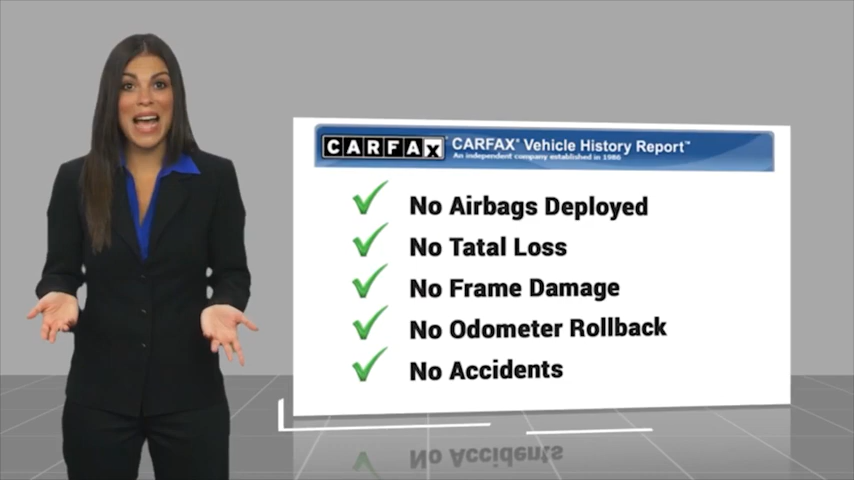 CARFAX CARFAX® Vehicle History Report™
An independent company established in 1986
No Airbags Deployed
No Tatal Loss
No Frame Damage
No Odometer Rollback
No Accidents
No Accidents